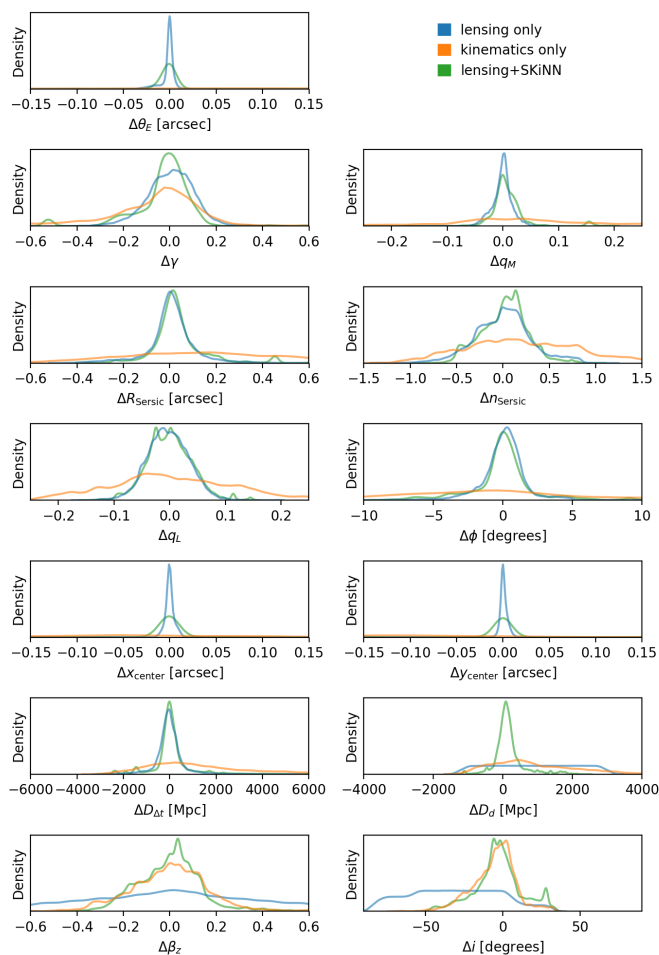 lensing only
kinematics only
lensing+SKiNN
Density
−0.15 −0.10 −0.05 0.00 0.05 0.10 0.15
Δθ_E [arcsec]
Density
−0.6 −0.4 −0.2 0.0 0.2 0.4 0.6
Δγ
Density
−0.2 −0.1 0.0 0.1 0.2
Δq_M
Density
−0.6 −0.4 −0.2 0.0 0.2 0.4 0.6
ΔR_Sersic [arcsec]
Density
−1.5 −1.0 −0.5 0.0 0.5 1.0 1.5
Δn_Sersic
Density
−0.2 −0.1 0.0 0.1 0.2
Δq_L
Density
−10 −5 0 5 10
Δϕ [degrees]
Density
−0.15 −0.10 −0.05 0.00 0.05 0.10 0.15
Δx_center [arcsec]
Density
−0.15 −0.10 −0.05 0.00 0.05 0.10 0.15
Δy_center [arcsec]
Density
−6000 −4000 −2000 0 2000 4000 6000
ΔD_Δt [Mpc]
Density
−4000 −2000 0 2000 4000
ΔD_d [Mpc]
Density
−0.6 −0.4 −0.2 0.0 0.2 0.4 0.6
Δβ_z
Density
−50 0 50
Δi [degrees]